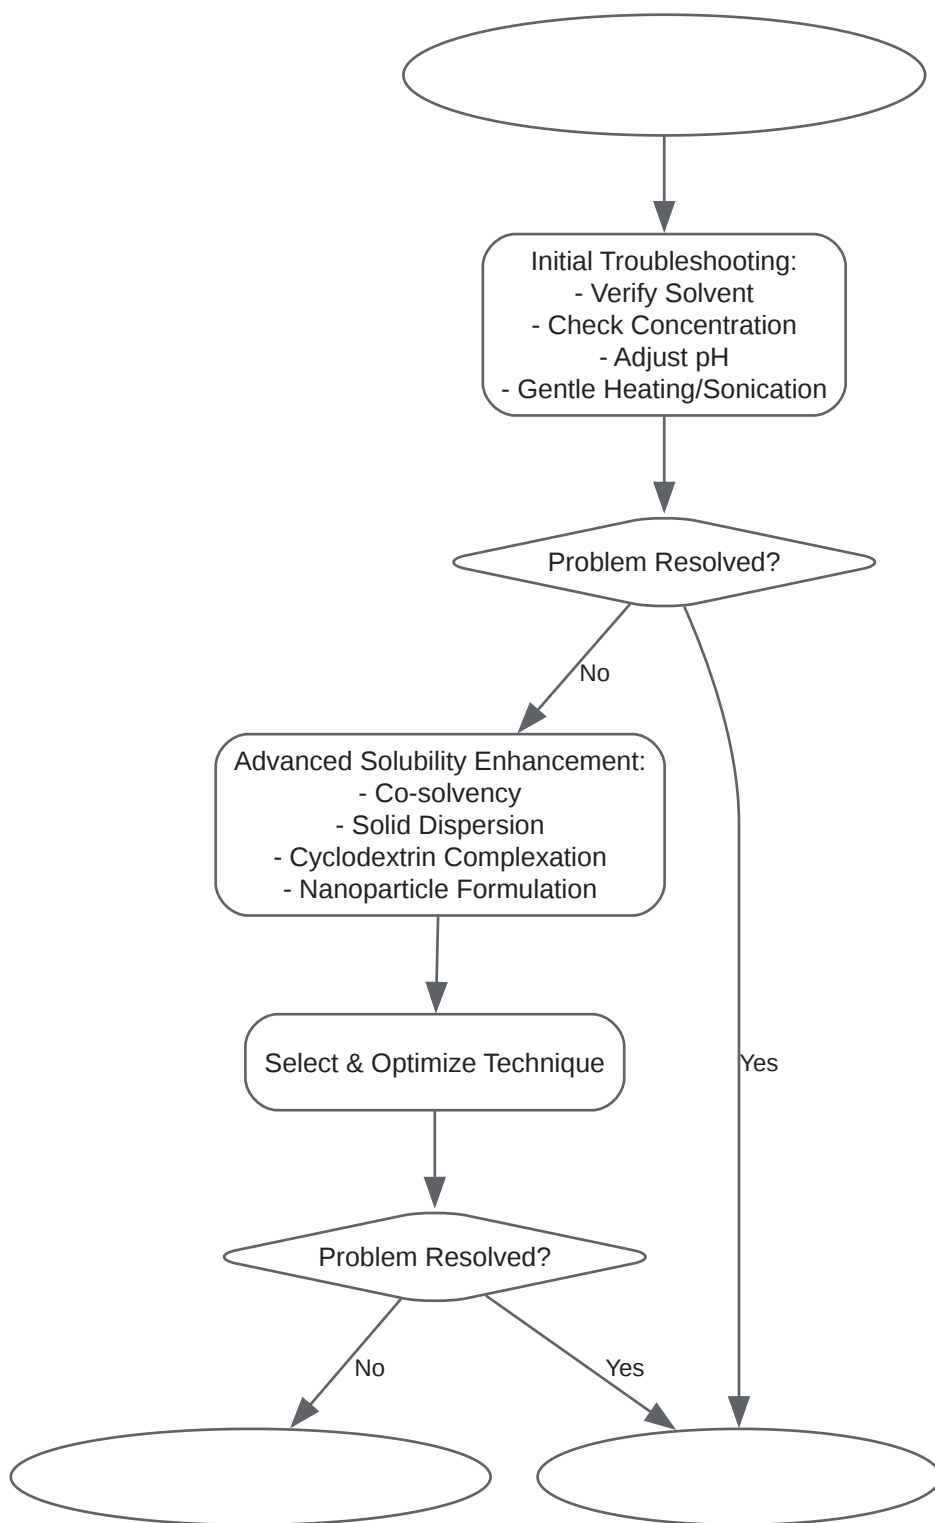 Initial Troubleshooting:
- Verify Solvent
- Check Concentration
- Adjust pH
- Gentle Heating/Sonication
Problem Resolved?
No
Advanced Solubility Enhancement:
- Co-solvency
- Solid Dispersion
- Cyclodextrin Complexation
- Nanoparticle Formulation
Select & Optimize Technique
Yes
Problem Resolved?
No
Yes